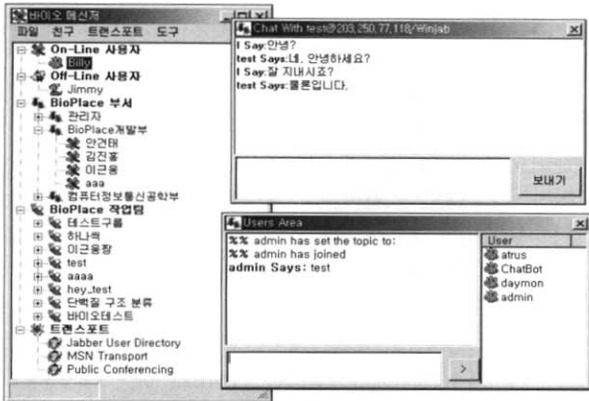 바이오 메신져
파일 친구 트랜스포트 도구
On-Line 사용자
Billy
Off-Line 사용자
Jimmy
BioPlace 부서
관리자
BioPlace개발부
안건태
김진홍
이근웅
aaa
컴퓨터정보통신공학부
BioPlace 작업팀
테스트구룹
하나썩
이근웅장
test
aaaa
hey_test
단백질 구조 분류
바이오테스트
트랜스포트
Jabber User Directory
MSN Transport
Public Conferencing
Chat With test@203,250,77,118/Winjab
I Say:안녕?
test Says:네, 안녕하세요?
I Say:잘 지내시죠?
test Says:물론입니다.
보내기
Users Area
%% admin has set the topic to:
%% admin has joined
admin Says: test
User
atrus
ChatBot
daymon
admin
>